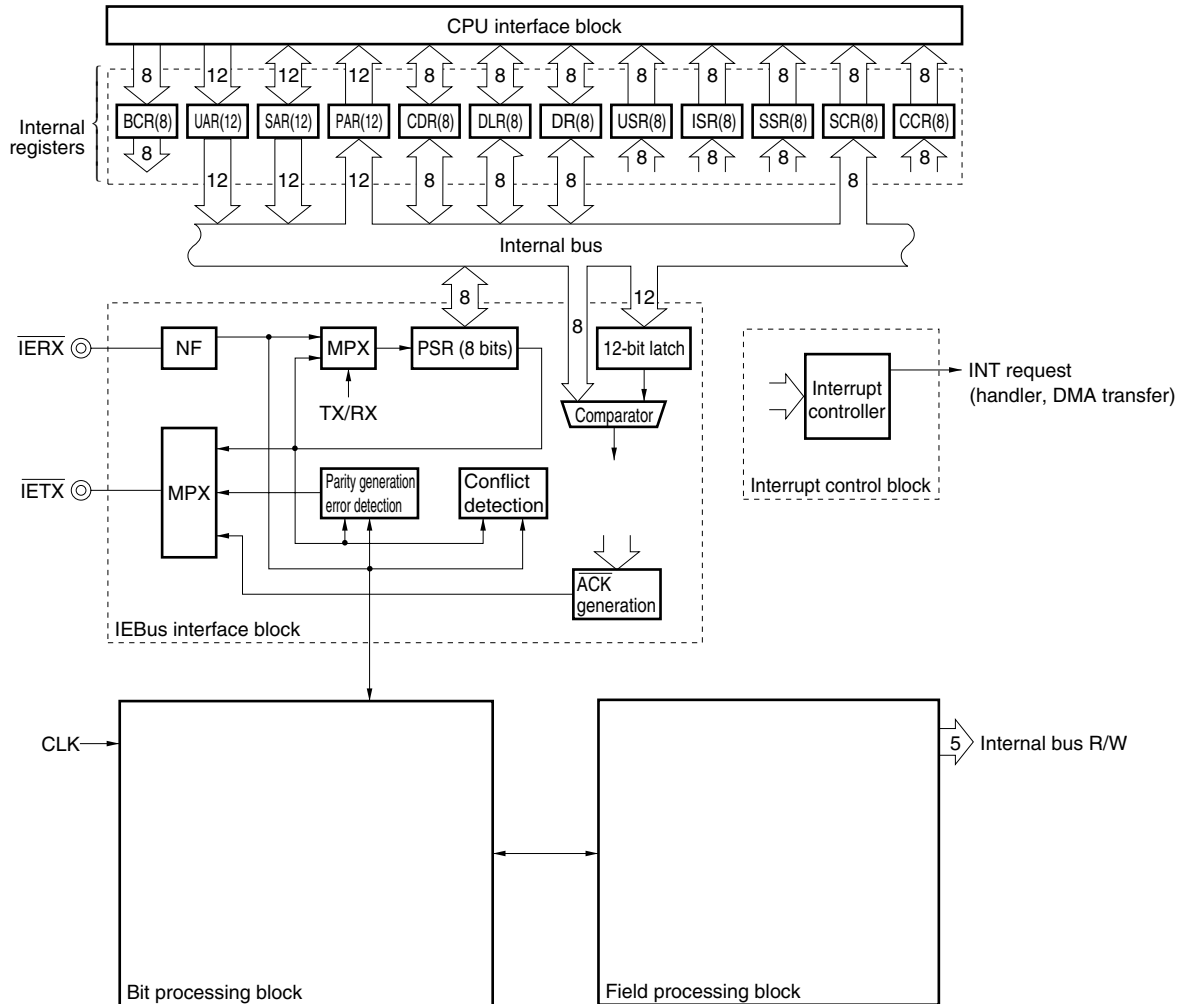 CPU interface block
8 12 12 12 8 8 8 8 8 8 8 8
Internal
registers
BCR(8) UAR(12) SAR(12) PAR(12) CDR(8) DLR(8) DR(8) USR(8) ISR(8) SSR(8) SCR(8) CCR(8)
8 8 8 8 8
12 12 12 8 8 8 8
Internal bus
8 8 12
IERX
NF
MPX
PSR (8 bits)
12-bit latch
TX/RX
Comparator
Interrupt
controller
INT request
(handler, DMA transfer)
Interrupt control block
IETX
MPX
Parity generation
error detection
Conflict
detection
ACK
generation
IEBus interface block
CLK
5
Internal bus R/W
Bit processing block
Field processing block